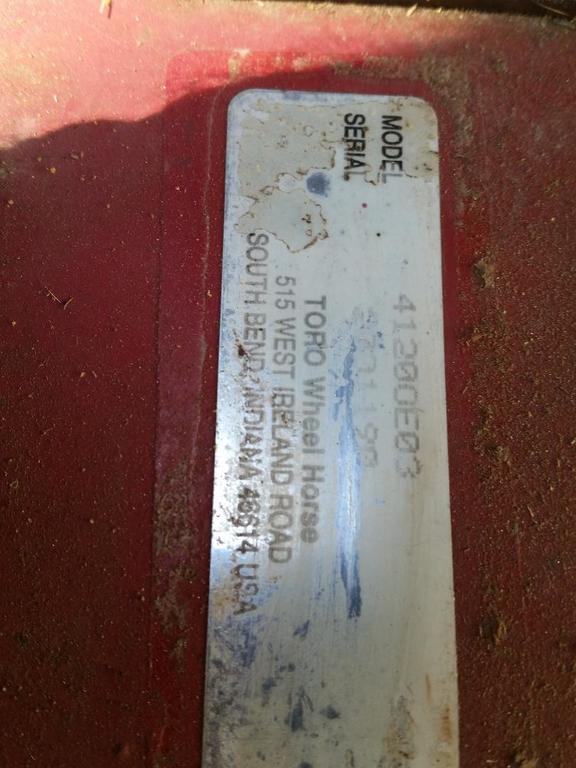 MODEL 41200E03
SERIAL
TORO Wheel Horse
515 WEST IRELAND ROAD
SOUTH BEND, INDIANA 46614 USA